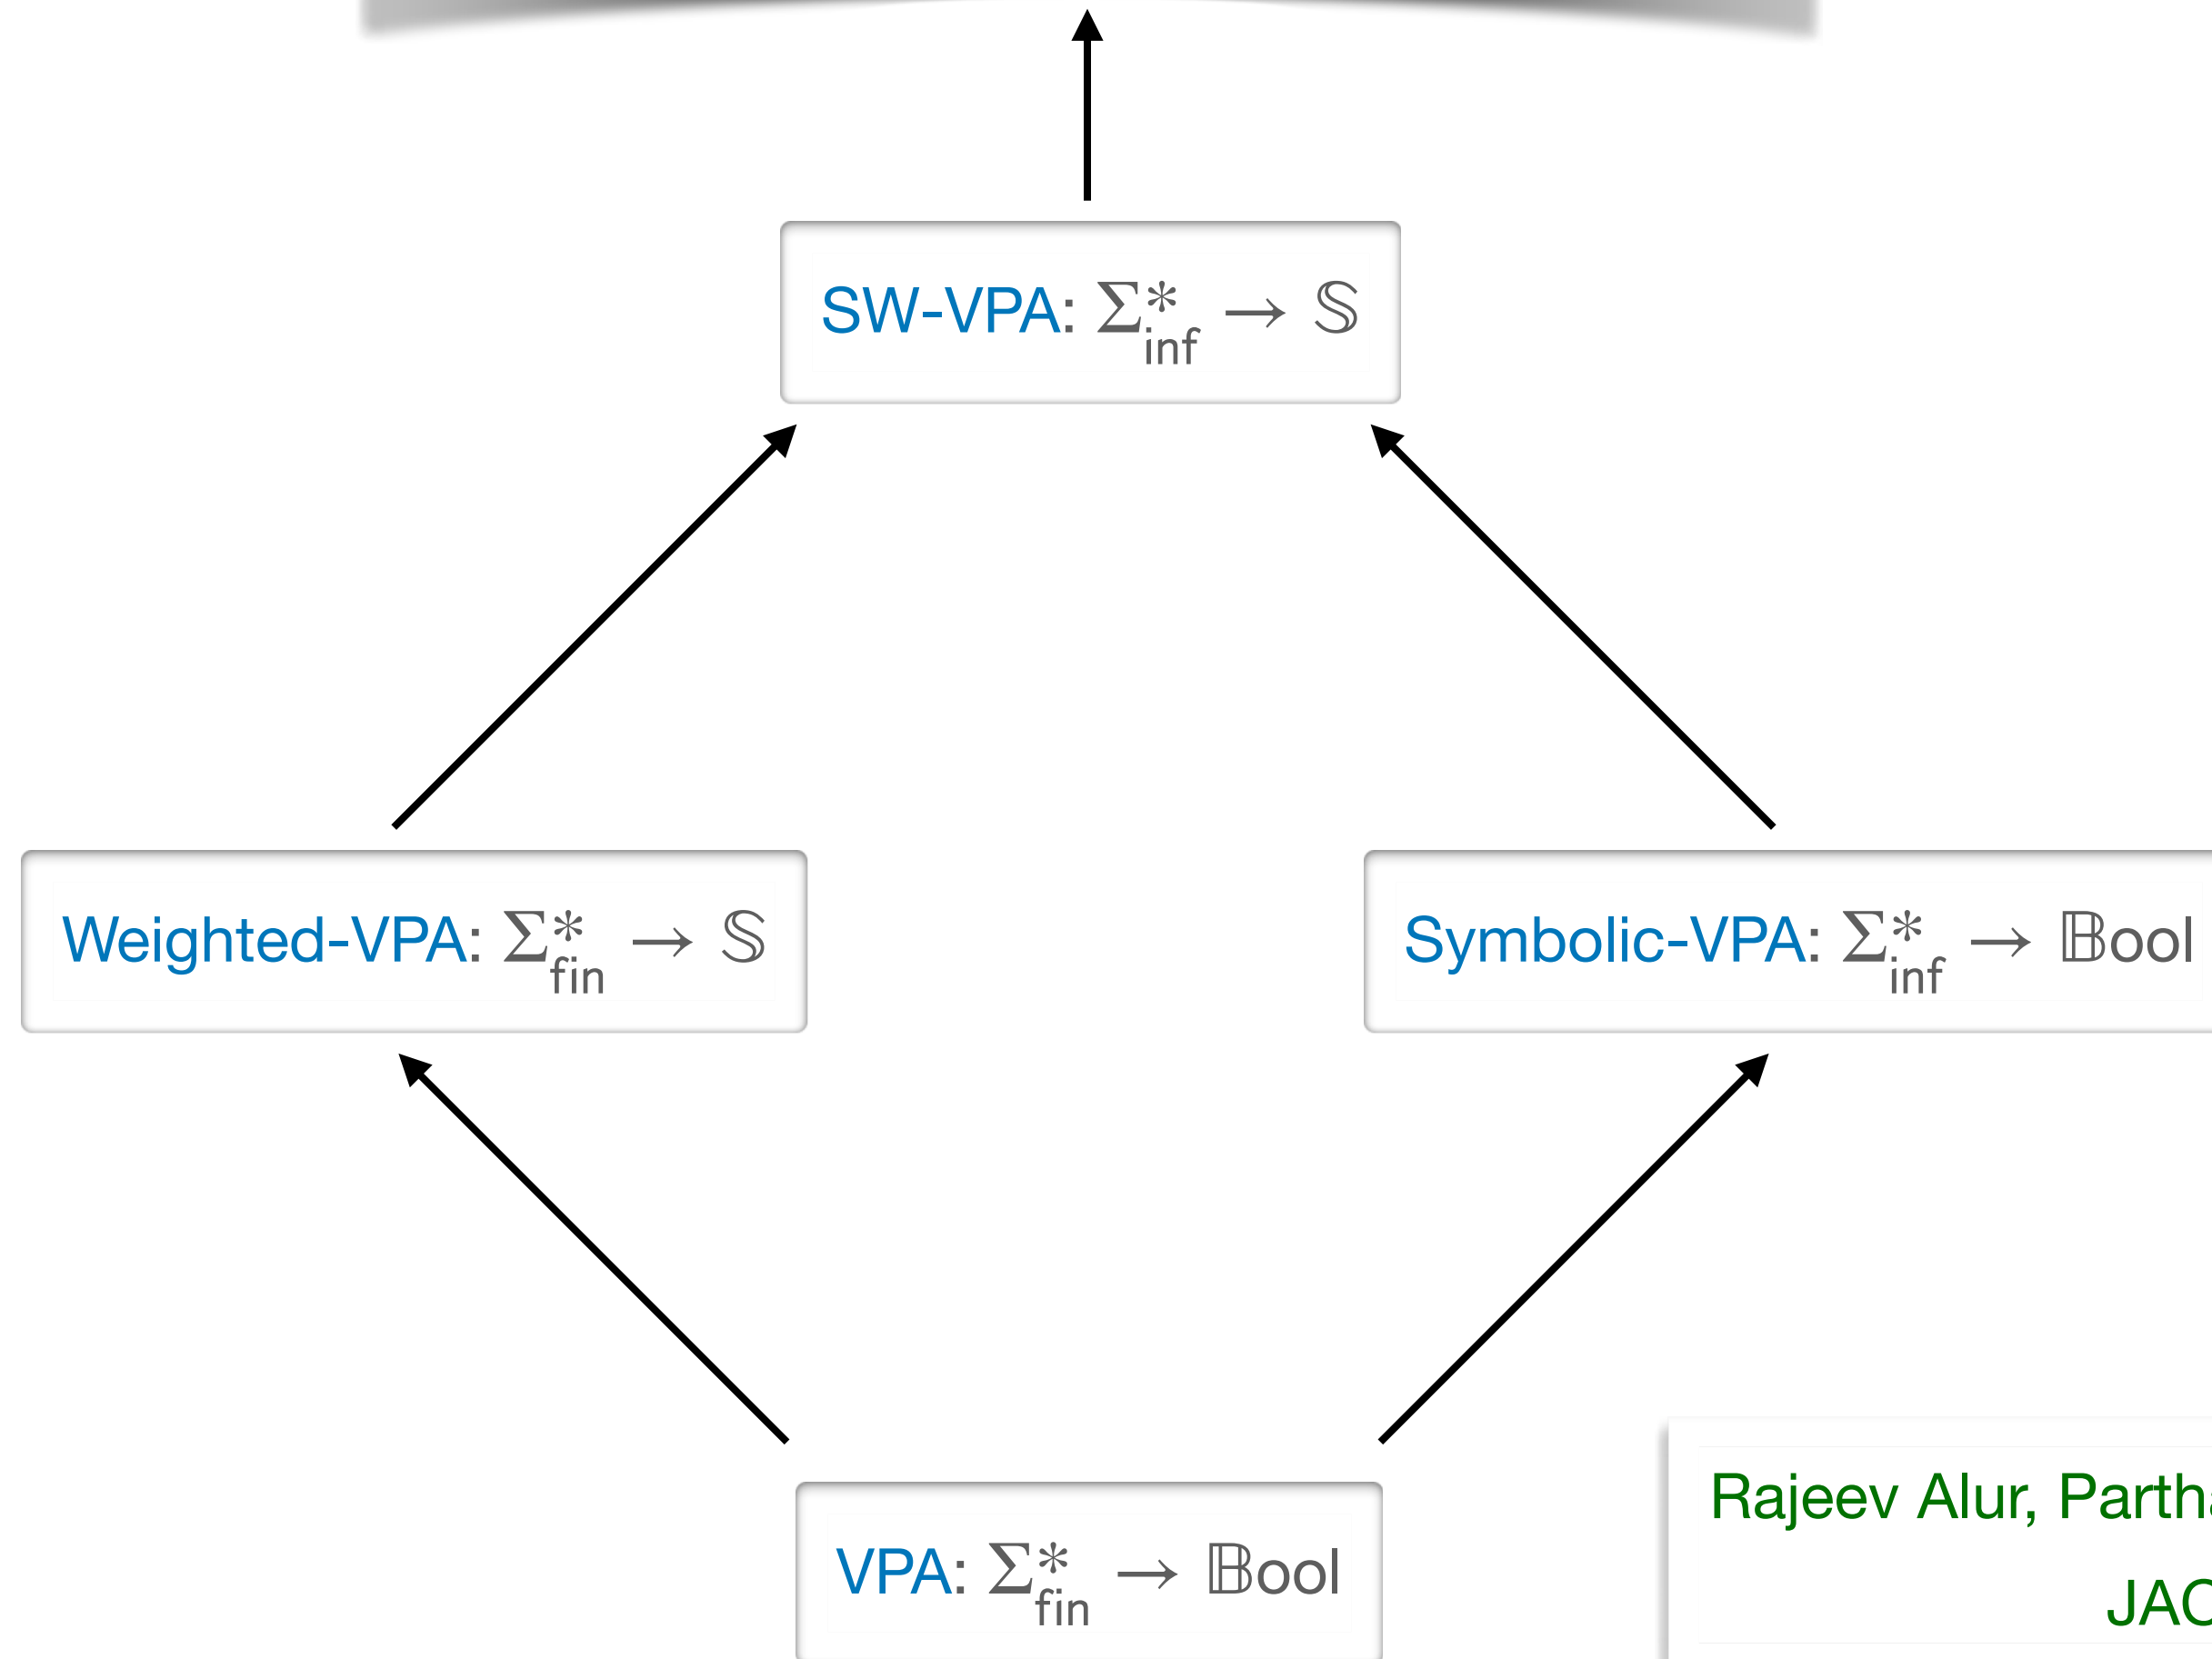 SW-VPA: Σ*inf → 𝕊
Weighted-VPA: Σ*fin → 𝕊
Symbolic-VPA: Σ*inf → 𝔹ool
VPA: Σ*fin → 𝔹ool
Rajeev Alur,